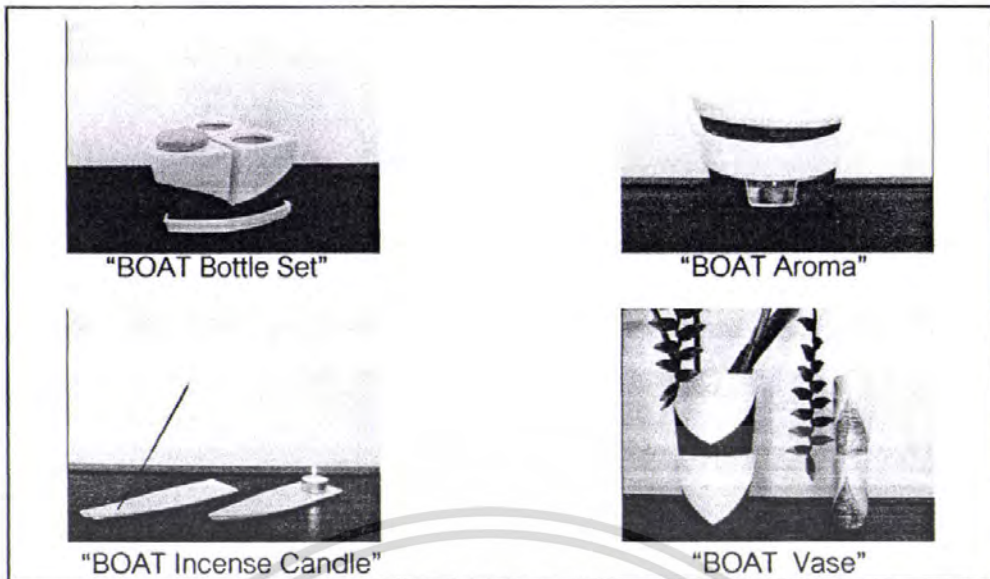 "BOAT Bottle Set"
"BOAT Aroma"
"BOAT Incense Candle"
"BOAT Vase"